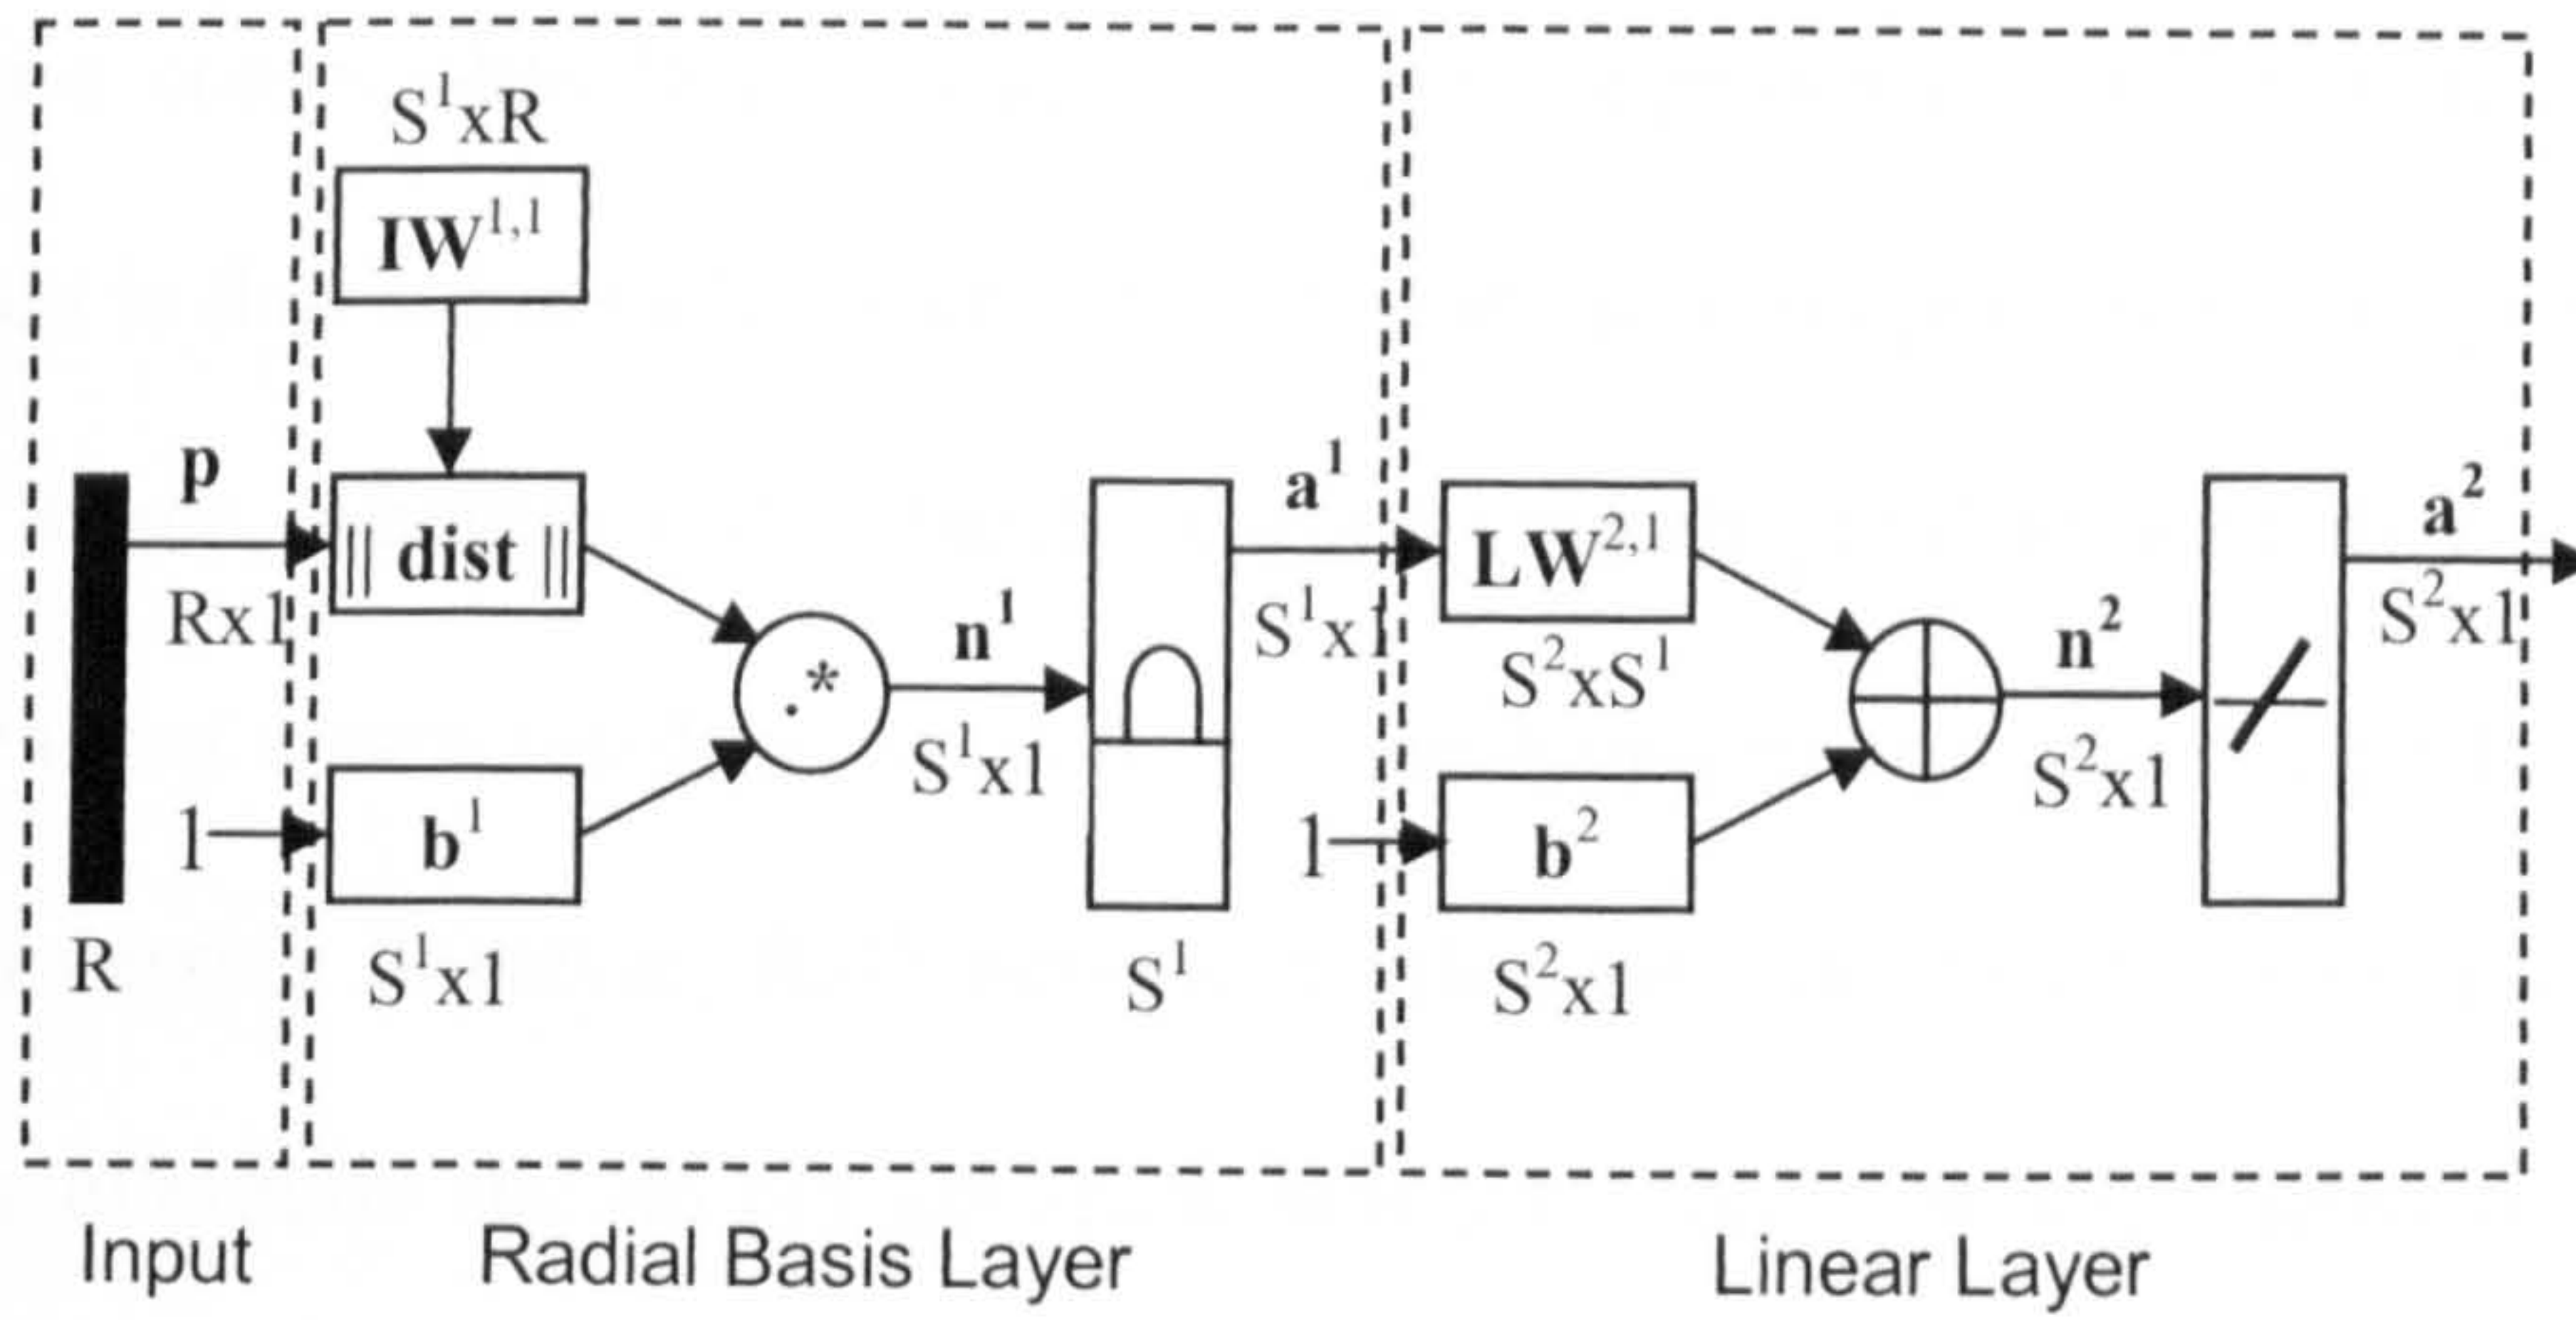 S¹xR
IW¹,¹
p
|| dist ||
Rx1
1
b¹
S¹x1
R
.*
n¹
S¹x1
S¹
a¹
S¹x1
LW²,¹
S²xS¹
1
b²
S²x1
n²
S²x1
a²
S²x1
Input
Radial Basis Layer
Linear Layer